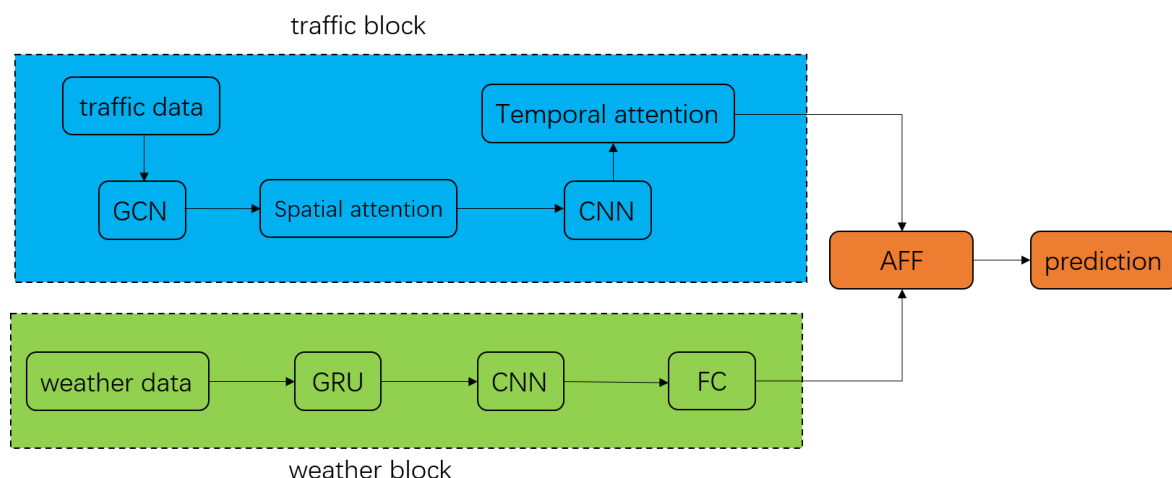 traffic block
traffic data
Temporal attention
GCN
Spatial attention
CNN
AFF
prediction
weather data
GRU
CNN
FC
weather block